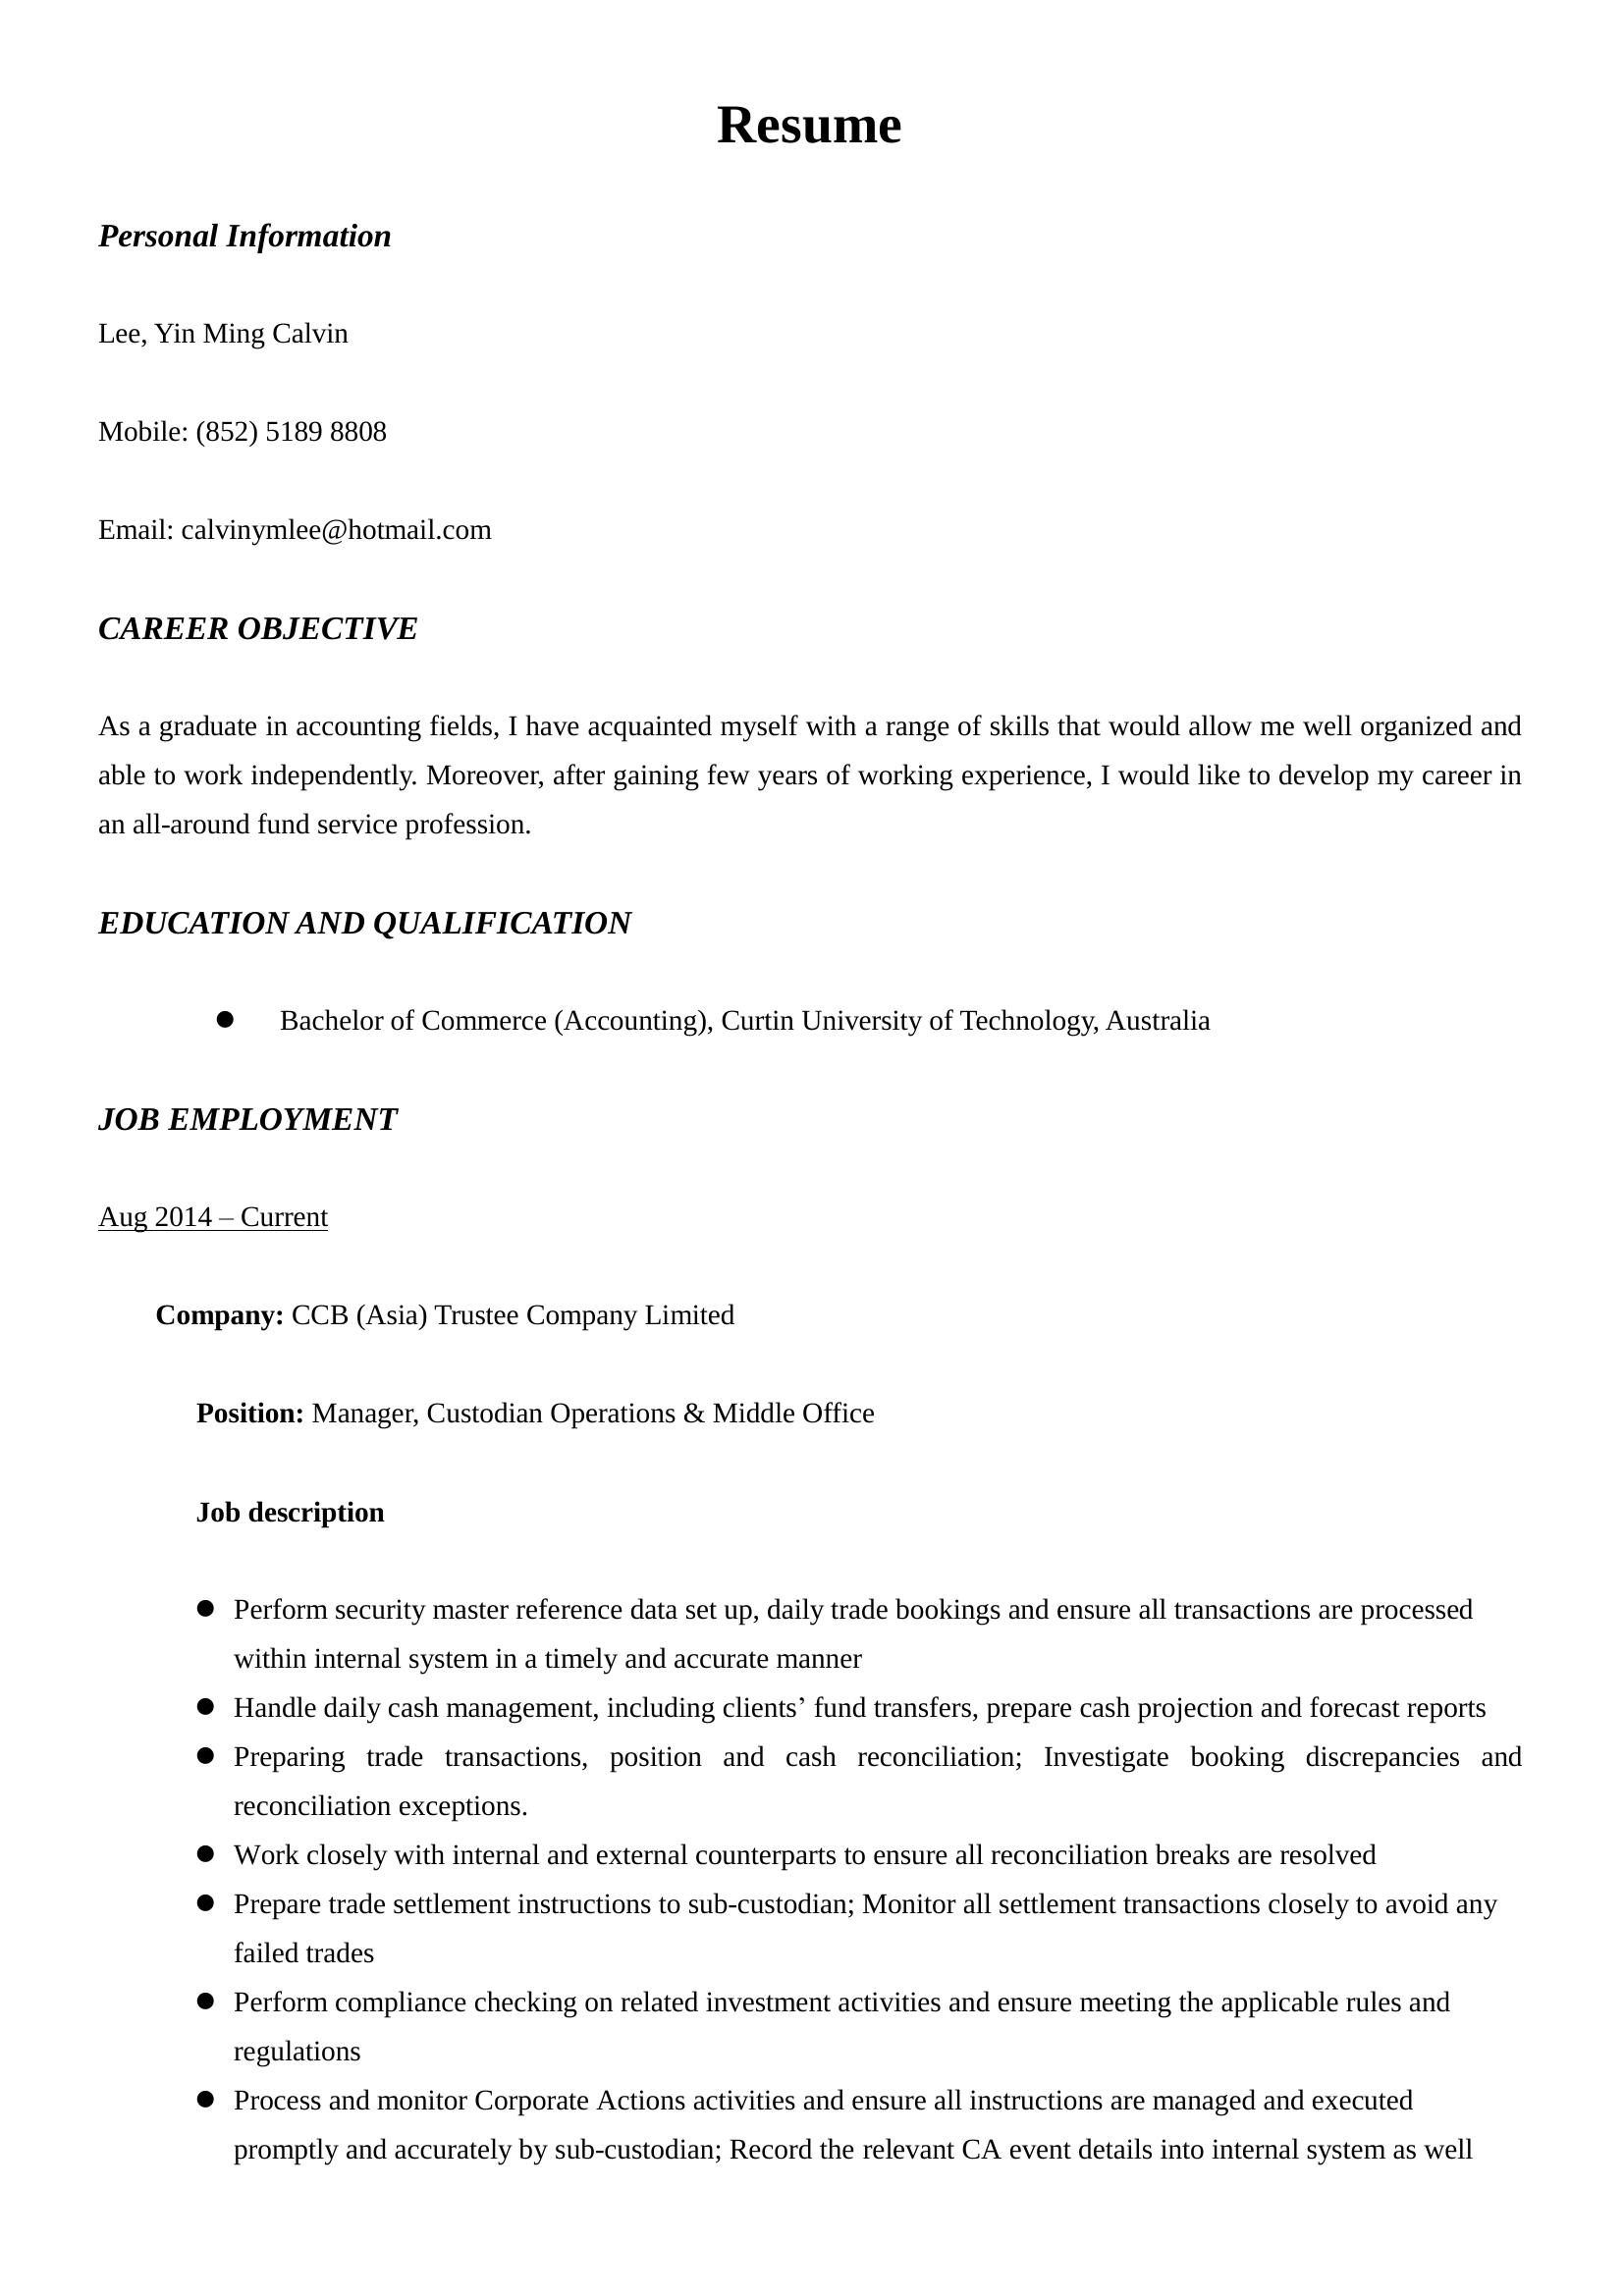 Resume
Personal Information
Lee, Yin Ming Calvin
Mobile: (852) 5189 8808
Email: calvinymlee@hotmail.com
CAREER OBJECTIVE
As a graduate in accounting fields, I have acquainted myself with a range of skills that would allow me well organized and
able to work independently. Moreover, after gaining few years of working experience, I would like to develop my career in
an all-around fund service profession.
EDUCATION AND QUALIFICATION
● Bachelor of Commerce (Accounting), Curtin University of Technology, Australia
JOB EMPLOYMENT
Aug 2014 – Current
Company: CCB (Asia) Trustee Company Limited
Position: Manager, Custodian Operations & Middle Office
Job description
● Perform security master reference data set up, daily trade bookings and ensure all transactions are processed
within internal system in a timely and accurate manner
● Handle daily cash management, including clients’ fund transfers, prepare cash projection and forecast reports
● Preparing trade transactions, position and cash reconciliation; Investigate booking discrepancies and
reconciliation exceptions.
● Work closely with internal and external counterparts to ensure all reconciliation breaks are resolved
● Prepare trade settlement instructions to sub-custodian; Monitor all settlement transactions closely to avoid any
failed trades
● Perform compliance checking on related investment activities and ensure meeting the applicable rules and
regulations
● Process and monitor Corporate Actions activities and ensure all instructions are managed and executed
promptly and accurately by sub-custodian; Record the relevant CA event details into internal system as well